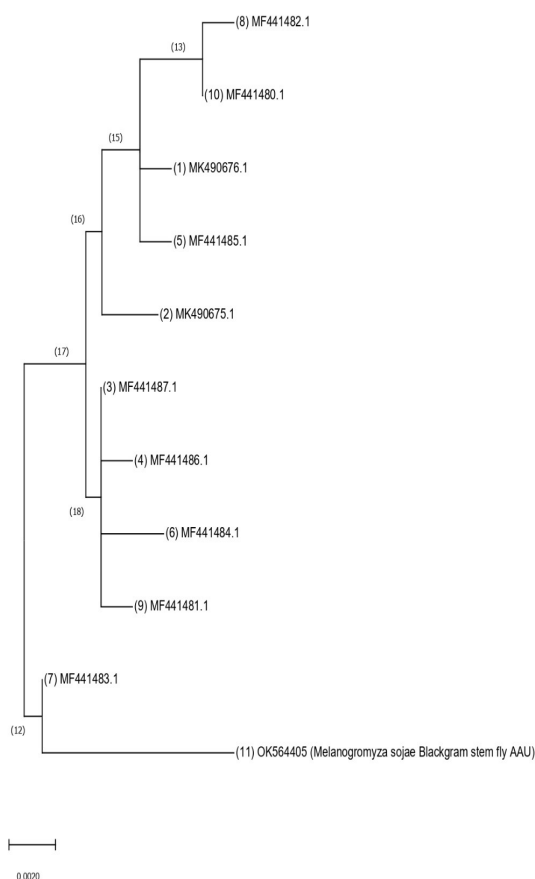 (8) MF441482.1
(13)
(10) MF441480.1
(15)
(1) MK490676.1
(16)
(5) MF441485.1
(2) MK490675.1
(17)
(3) MF441487.1
(4) MF441486.1
(18)
(6) MF441484.1
(9) MF441481.1
(7) MF441483.1
(12)
(11) OK564405 (Melanogromyza sojae Blackgram stem fly AAU)
0.0020